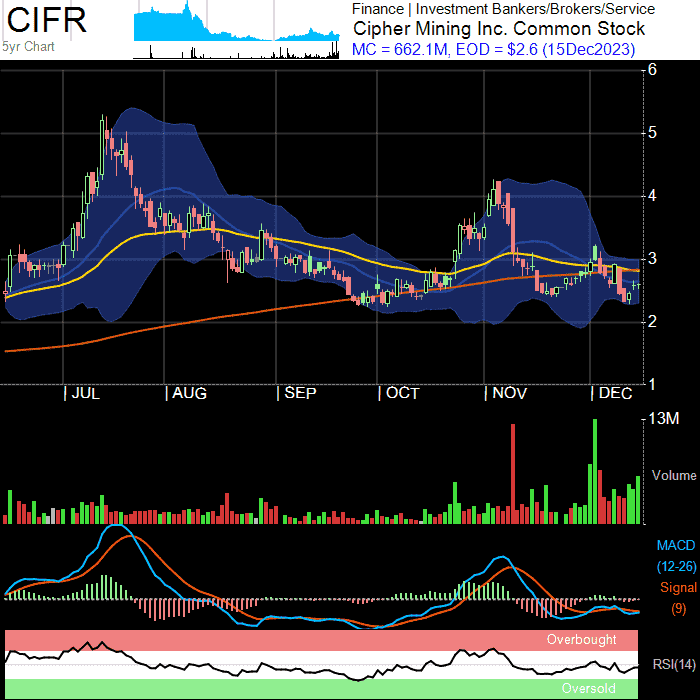 CIFR
5yr Chart
Finance | Investment Bankers/Brokers/Service
Cipher Mining Inc. Common Stock
MC = 662.1M, EOD = $2.6 (15Dec2023)
6
5
4
3
2
1
| JUL | AUG | SEP | OCT | NOV | DEC
13M
Volume
MACD
(12-26)
Signal
(9)
Overbought
RSI(14)
Oversold